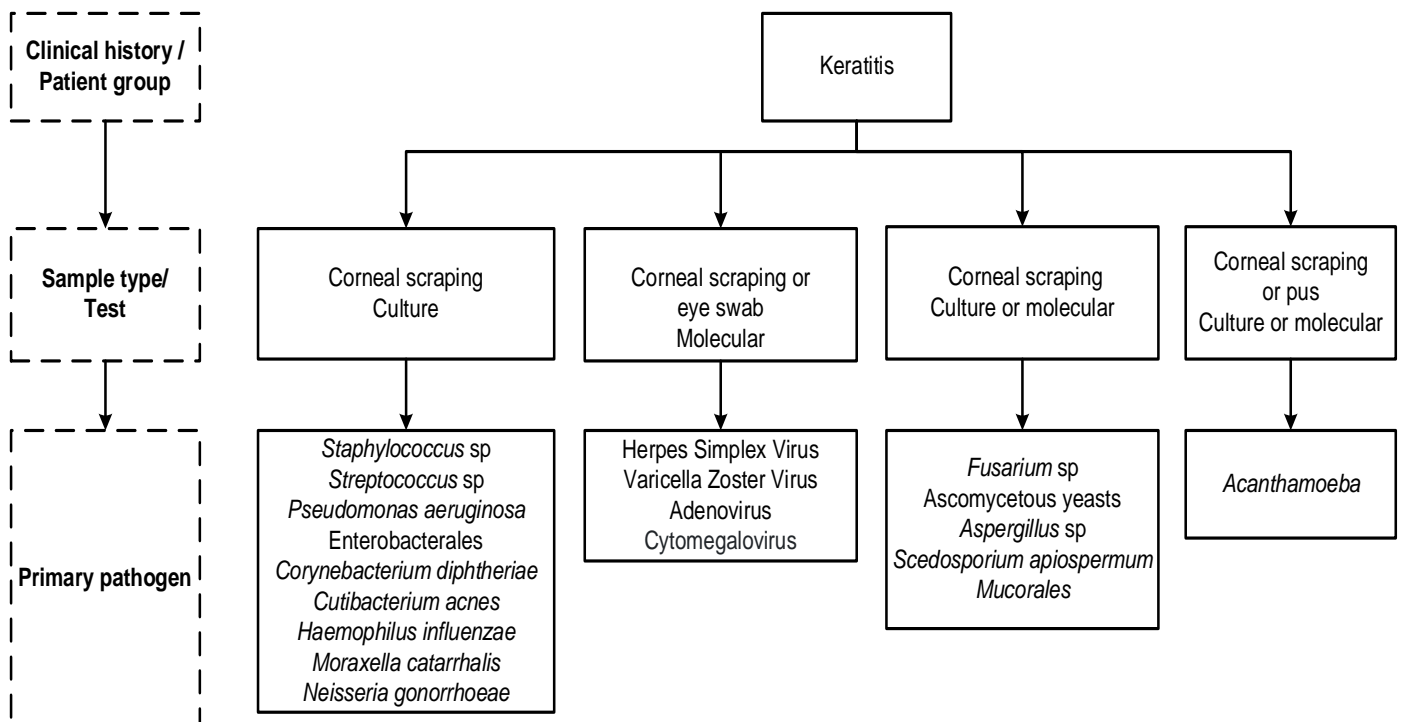 Clinical history /
Patient group
Keratitis
Sample type/
Test
Corneal scraping
Culture
Corneal scraping or
eye swab
Molecular
Corneal scraping
Culture or molecular
Corneal scraping
or pus
Culture or molecular
Primary pathogen
Staphylococcus sp
Streptococcus sp
Pseudomonas aeruginosa
Enterobacterales
Corynebacterium diphtheriae
Cutibacterium acnes
Haemophilus influenzae
Moraxella catarrhalis
Neisseria gonorrhoeae
Herpes Simplex Virus
Varicella Zoster Virus
Adenovirus
Cytomegalovirus
Fusarium sp
Ascomycetous yeasts
Aspergillus sp
Scedosporium apiospermum
Mucorales
Acanthamoeba